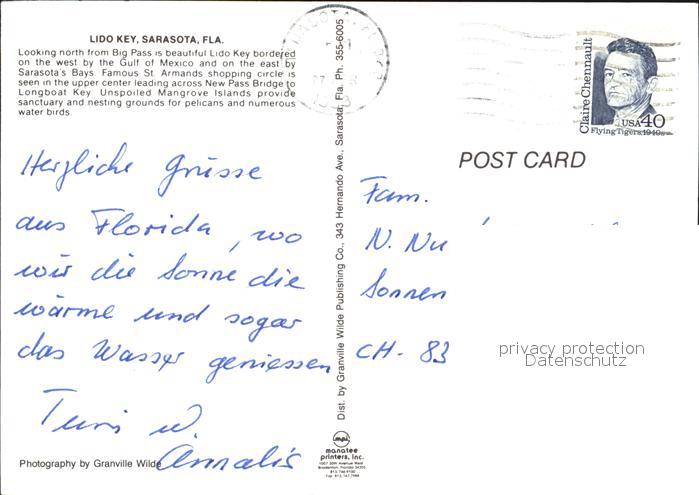 LIDO KEY, SARASOTA, FLA.
Looking north from Big Pass is beautiful Lido Key bordered
on the west by the Gulf of Mexico and on the east by
Sarasota's Bays. Famous St. Armands shopping circle is
seen in the upper center leading across New Pass Bridge to
Longboat Key. Unspoiled Mangrove Islands provide
sanctuary and nesting grounds for pelicans and numerous
water birds.
Herzliche Grüsse
aus Florida, wo
wir die Sonne die
wärme und sogar
das Wasser geniessen
Turi u.
Annalis
Photography by Granville Wilde
Dist. by Granville Wilde Publishing Co., 343 Hernando Ave., Sarasota, Fla. Ph. 355-6005
mpi
manatee
printers, inc.
Claire Chennault
USA 40
Flying Tigers, 1940s
POST CARD
Fam.
N. Nu
Sonnen
CH - 83
privacy protection
Datenschutz